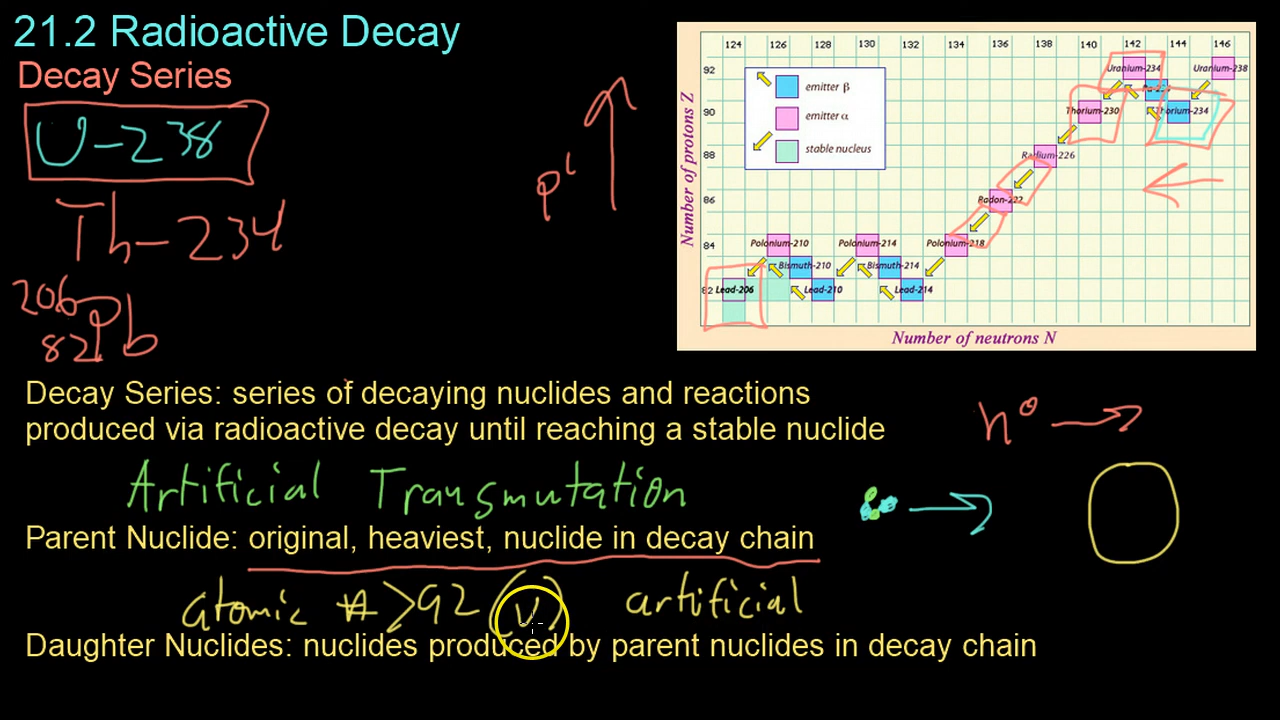 21.2 Radioactive Decay
Decay Series
U-238
Th-234
206
82 Pb
p+
124 126 128 130 132 134 136 138 140 142 144 146
92
90
88
86
84
82
Number of protons Z
emitter β
emitter α
stable nucleus
Uranium-234 Uranium-238
Thorium-230 Thorium-234
Radium-226
Radon-222
Polonium-210 Polonium-214 Polonium-218
Bismuth-210 Bismuth-214
Lead-206 Lead-210 Lead-214
Number of neutrons N
Decay Series: series of decaying nuclides and reactions
produced via radioactive decay until reaching a stable nuclide
n⁰ →
Artificial Transmutation
Parent Nuclide: original, heaviest, nuclide in decay chain
atomic # >92 (U) artificial
Daughter Nuclides: nuclides produced by parent nuclides in decay chain